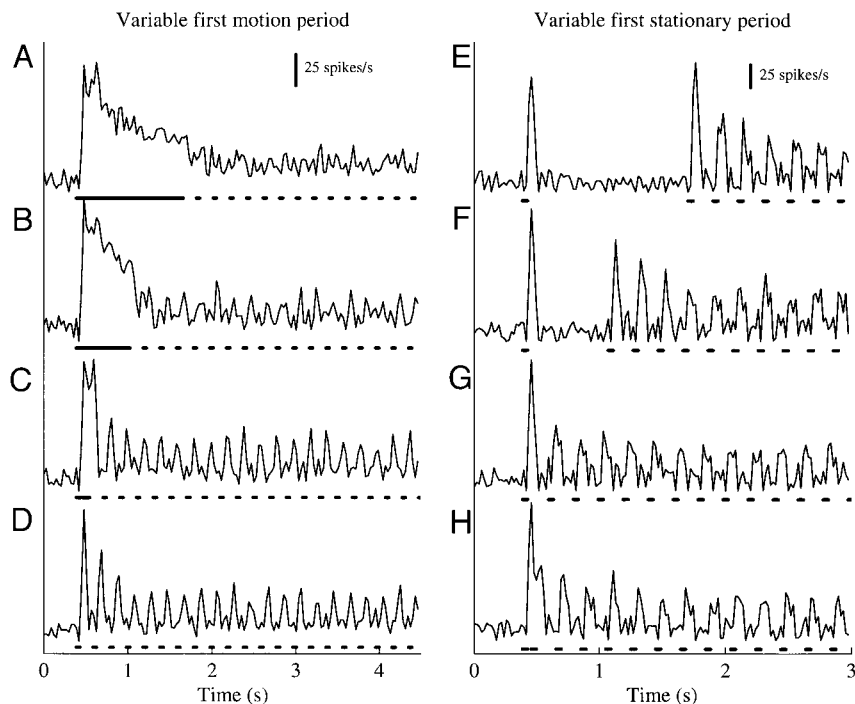 Variable first motion period
Variable first stationary period
A
25 spikes/s
B
C
D
0 1 2 3 4
Time (s)
E
25 spikes/s
F
G
H
0 1 2 3
Time (s)